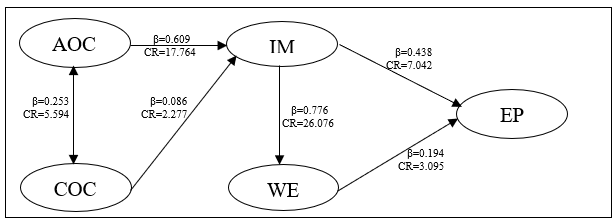 AOC
β=0.609
CR=17.764
IM
β=0.438
CR=7.042
β=0.253
CR=5.594
β=0.086
CR=2.277
β=0.776
CR=26.076
EP
β=0.194
CR=3.095
COC
WE